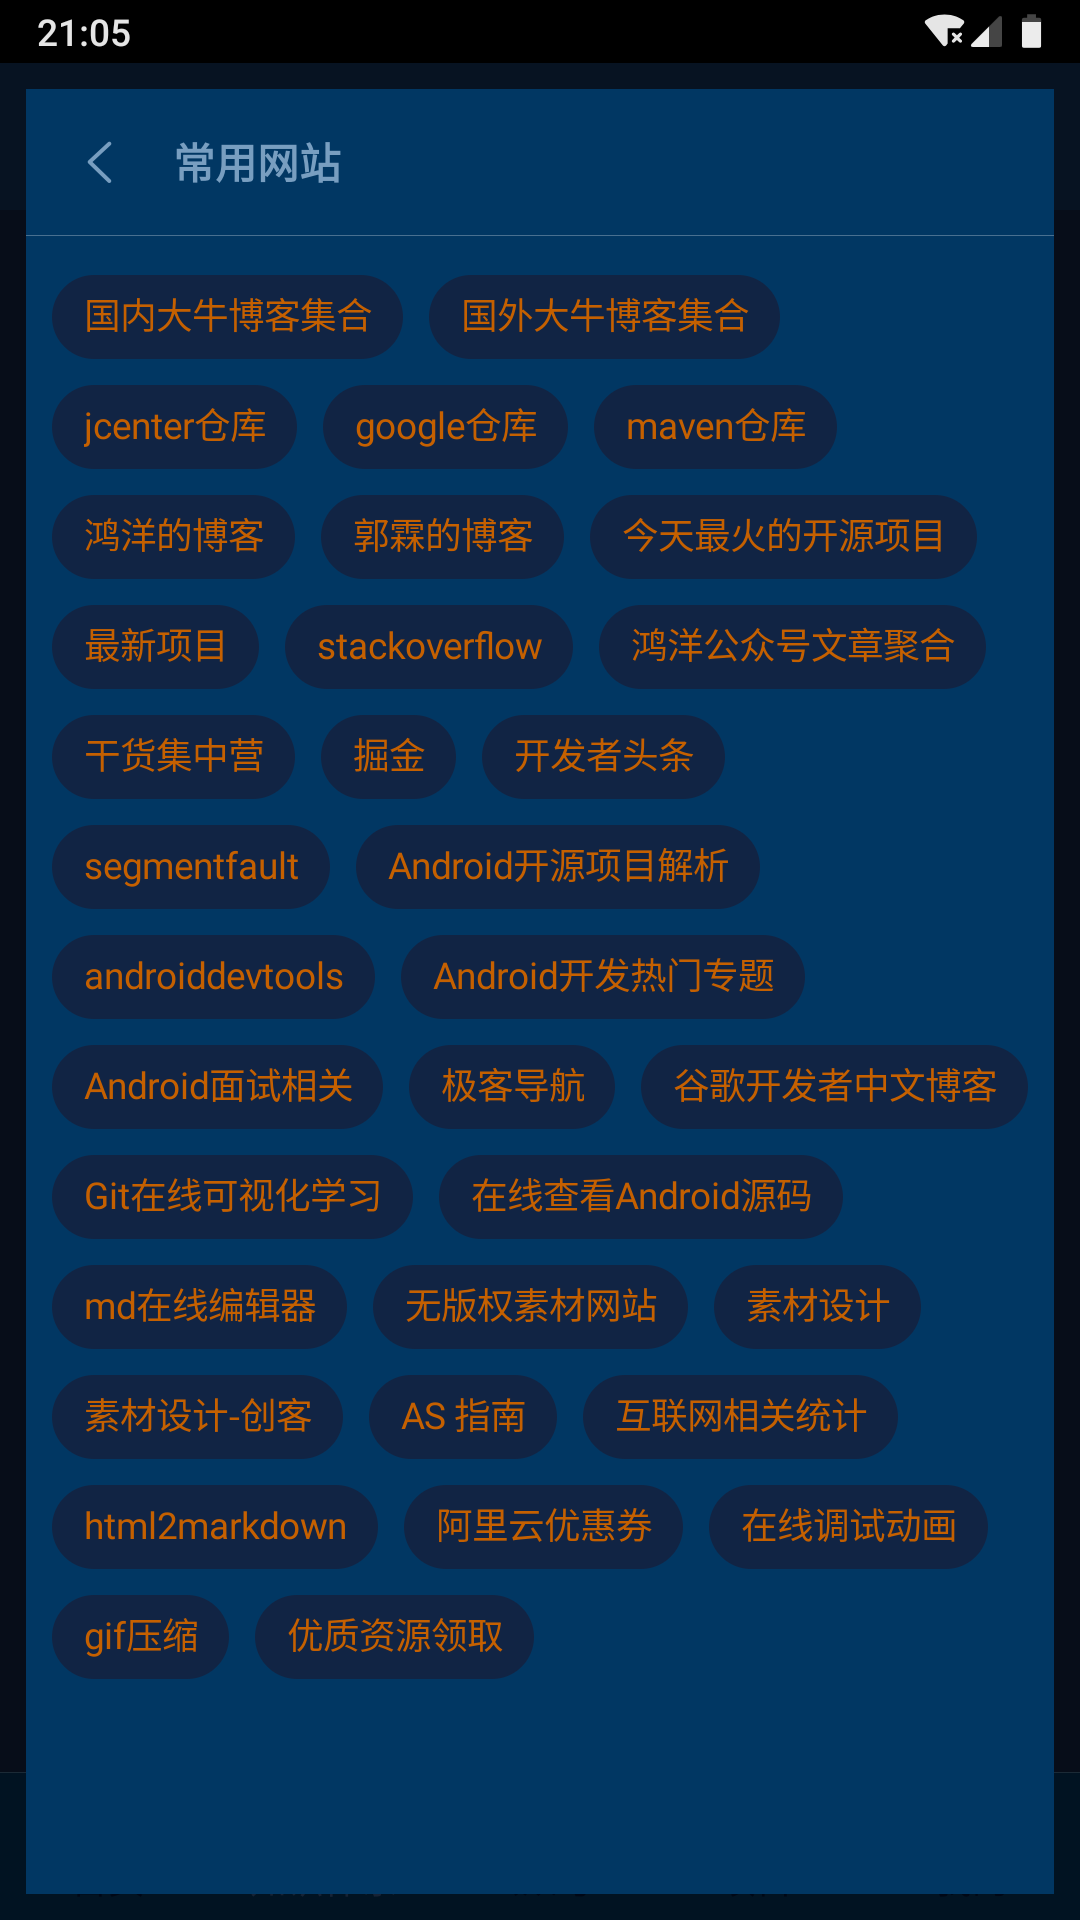 21:05
常用网站
国内大牛博客集合 国外大牛博客集合
jcenter仓库 google仓库 maven仓库
鸿洋的博客 郭霖的博客 今天最火的开源项目
最新项目 stackoverflow 鸿洋公众号文章聚合
干货集中营 掘金 开发者头条
segmentfault Android开源项目解析
androiddevtools Android开发热门专题
Android面试相关 极客导航 谷歌开发者中文博客
Git在线可视化学习 在线查看Android源码
md在线编辑器 无版权素材网站 素材设计
素材设计-创客 AS 指南 互联网相关统计
html2markdown 阿里云优惠券 在线调试动画
gif压缩 优质资源领取